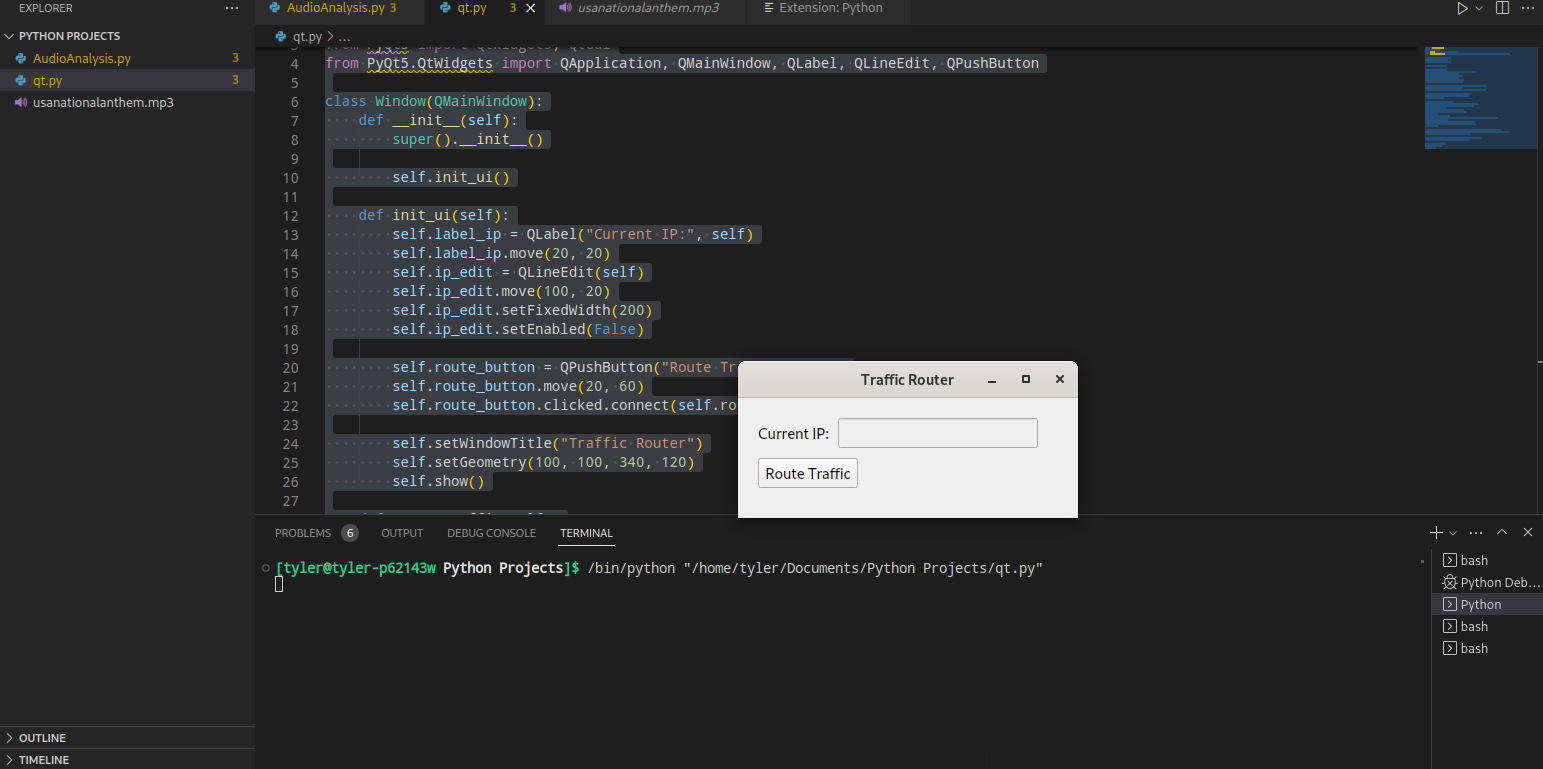 EXPLORER
PYTHON PROJECTS
AudioAnalysis.py 3
qt.py 3
usanationalanthem.mp3
OUTLINE
TIMELINE
AudioAnalysis.py 3
qt.py 3
usanationalanthem.mp3
Extension: Python
qt.py > ...
3 from PyQt5 import QtWidgets, QtGui
4 from PyQt5.QtWidgets import QApplication, QMainWindow, QLabel, QLineEdit, QPushButton
5
6 class Window(QMainWindow):
7 def __init__(self):
8 super().__init__()
9
10 self.init_ui()
11
12 def init_ui(self):
13 self.label_ip = QLabel("Current IP:", self)
14 self.label_ip.move(20, 20)
15 self.ip_edit = QLineEdit(self)
16 self.ip_edit.move(100, 20)
17 self.ip_edit.setFixedWidth(200)
18 self.ip_edit.setEnabled(False)
19
20 self.route_button = QPushButton("Route Tr
21 self.route_button.move(20, 60)
22 self.route_button.clicked.connect(self.ro
23
24 self.setWindowTitle("Traffic Router")
25 self.setGeometry(100, 100, 340, 120)
26 self.show()
27
Traffic Router
Current IP:
Route Traffic
PROBLEMS 6 OUTPUT DEBUG CONSOLE TERMINAL
[tyler@tyler-p62143w Python Projects]$ /bin/python "/home/tyler/Documents/Python Projects/qt.py"
bash
Python Deb...
Python
bash
bash